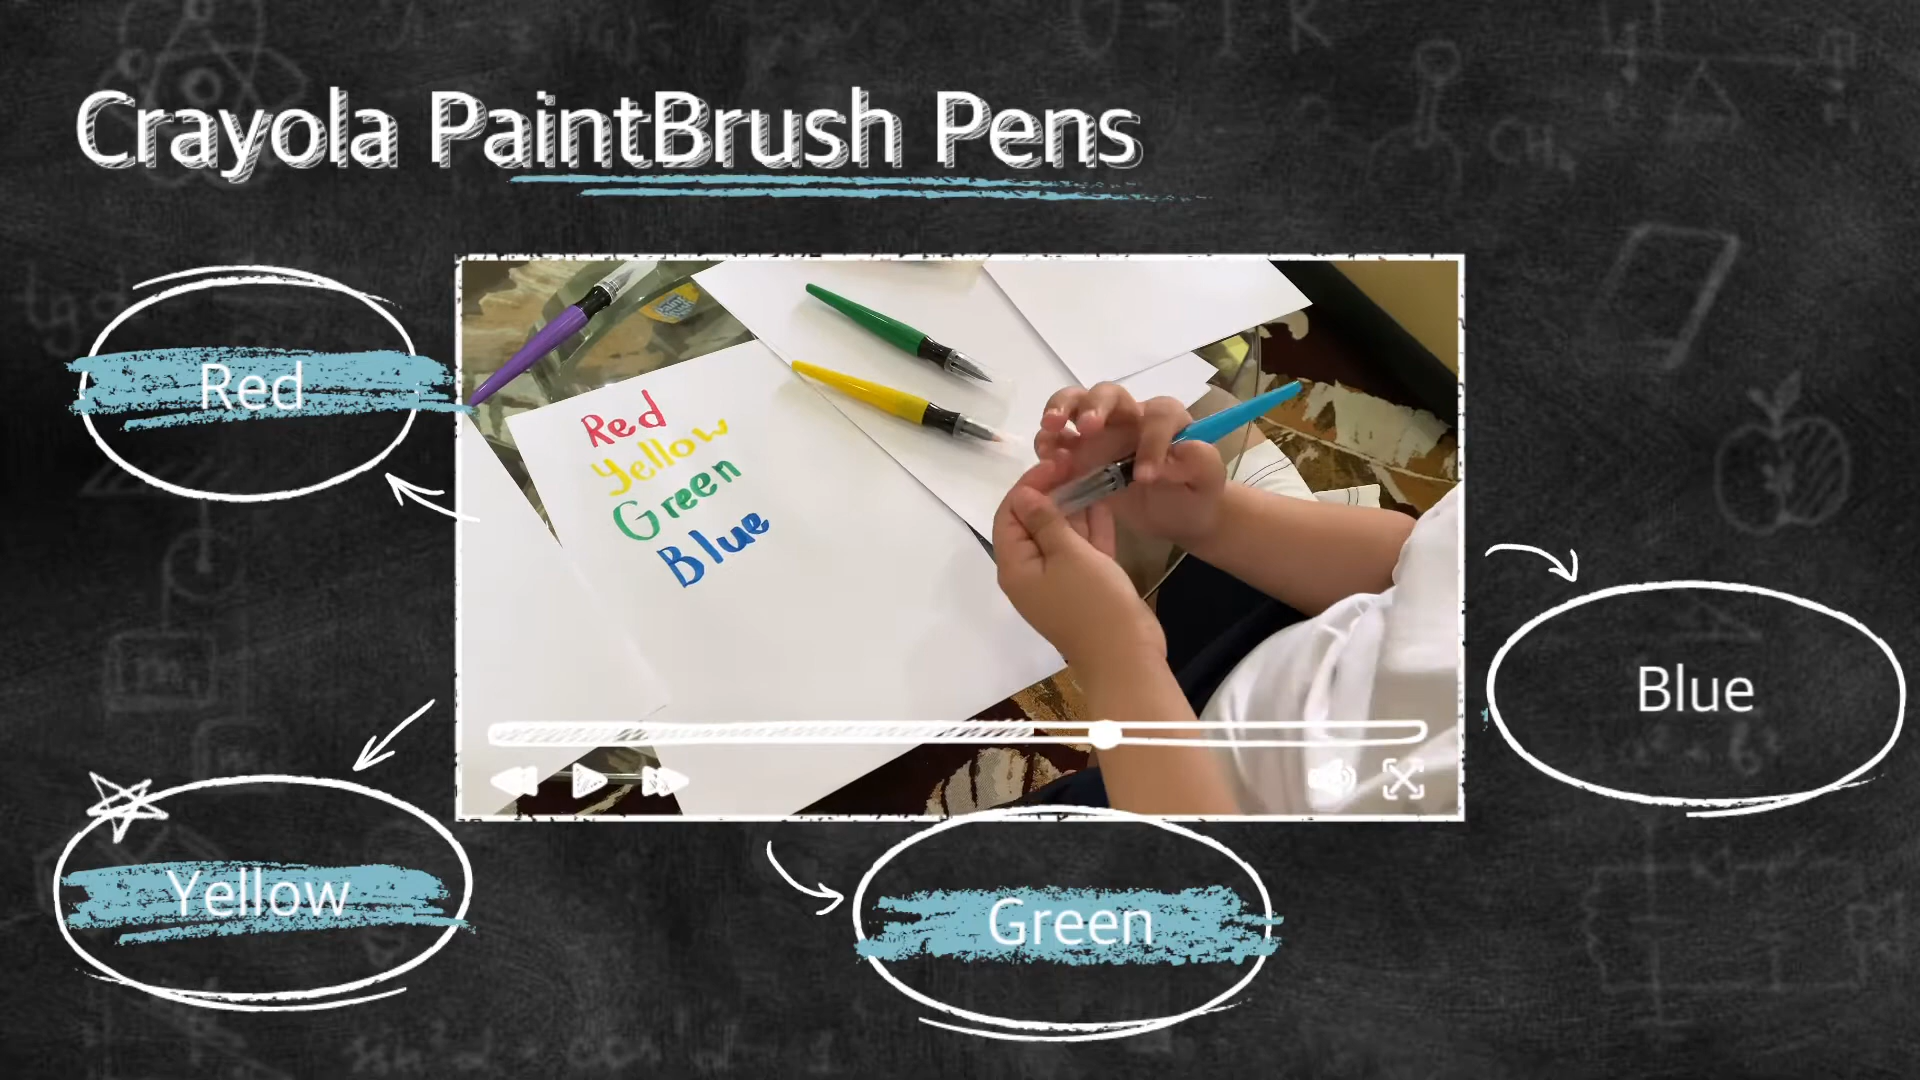 Crayola PaintBrush Pens
Red
Red
Yellow
Green
Blue
Blue
Yellow
Green